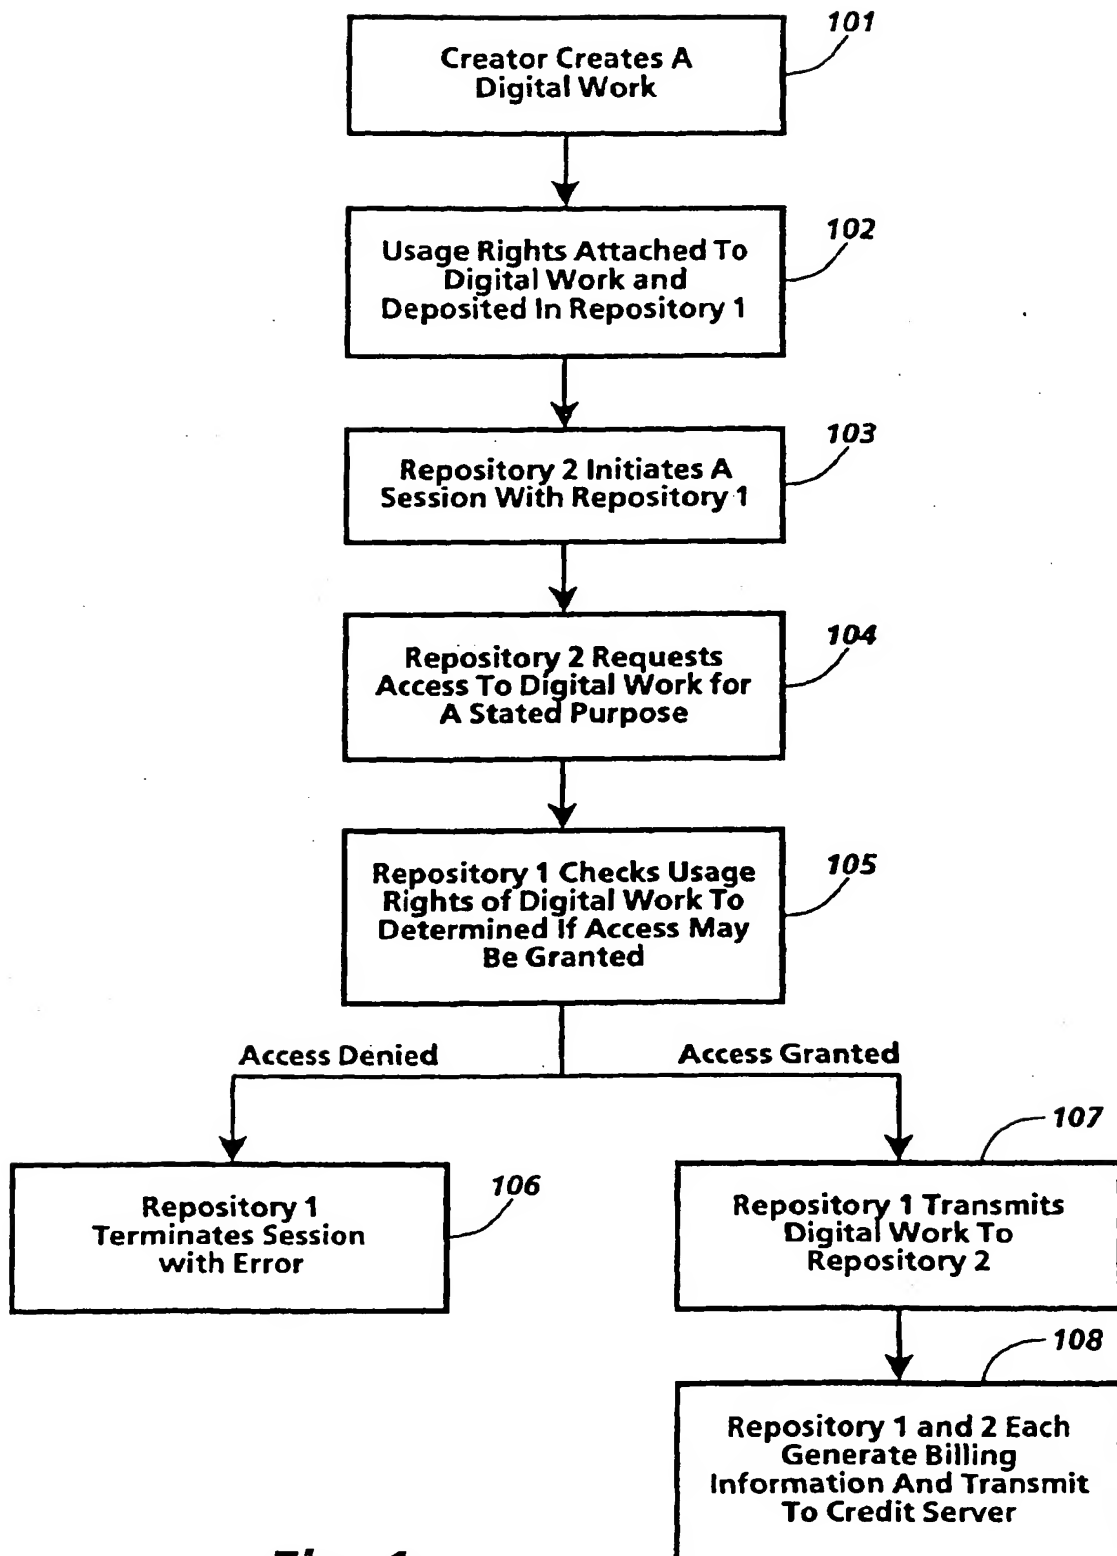 101
Creator Creates A
Digital Work
102
Usage Rights Attached To
Digital Work and
Deposited In Repository 1
103
Repository 2 Initiates A
Session With Repository 1
104
Repository 2 Requests
Access To Digital Work for
A Stated Purpose
105
Repository 1 Checks Usage
Rights of Digital Work To
Determined If Access May
Be Granted
Access Denied
Access Granted
106
Repository 1
Terminates Session
with Error
107
Repository 1 Transmits
Digital Work To
Repository 2
108
Repository 1 and 2 Each
Generate Billing
Information And Transmit
To Credit Server